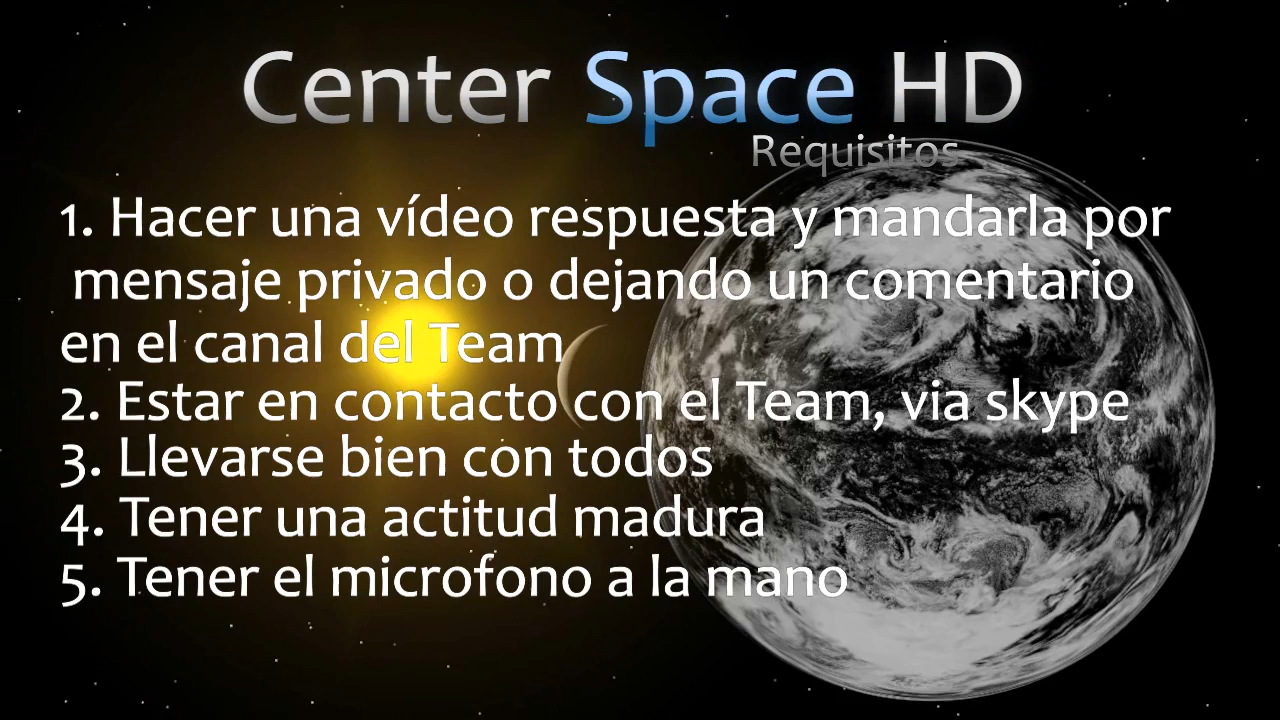 Center Space HD
Requisitos
1. Hacer una vídeo respuesta y mandarla por
mensaje privado o dejando un comentario
en el canal del Team
2. Estar en contacto con el Team, via skype
3. Llevarse bien con todos
4. Tener una actitud madura
5. Tener el microfono a la mano